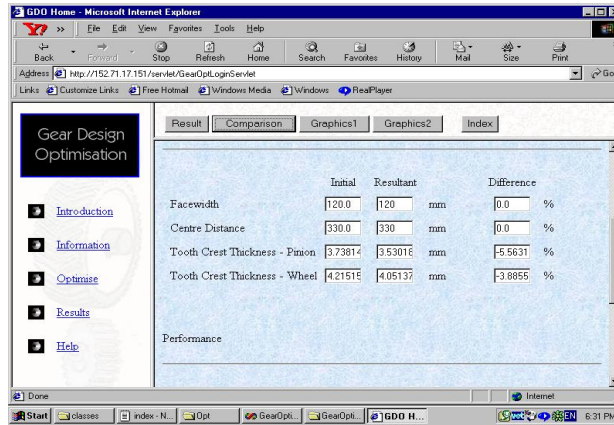 GDO Home - Microsoft Internet Explorer
File Edit View Favorites Tools Help
Back Forward Stop Refresh Home Search Favorites History Mail Size Print
Address http://152.71.17.151/servlet/GearOptLoginServlet Go
Links Customize Links Free Hotmail Windows Media Windows RealPlayer
Gear Design
Optimisation
Result Comparison Graphics1 Graphics2 Index
Initial Resultant Difference
Facewidth 120.0 120 mm 0.0 %
Centre Distance 330.0 330 mm 0.0 %
Tooth Crest Thickness - Pinion 3.73814 3.53018 mm -5.5631 %
Tooth Crest Thickness - Wheel 4.21515 4.05137 mm -3.8855 %
Introduction
Information
Optimise
Results
Help
Performance
Done Internet
Start classes index - N... Opt GearOpti... GearOpti... GDO H... EN 6:31 PM